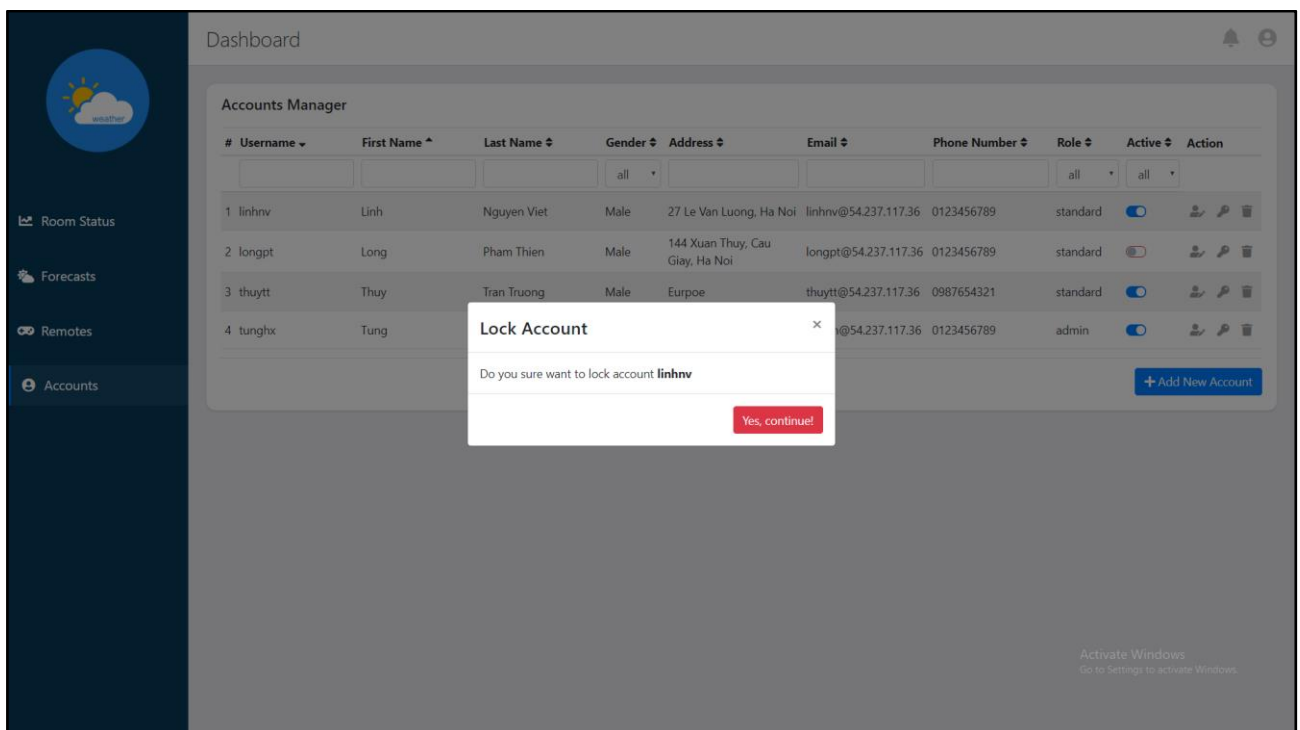 Dashboard
weather
Accounts Manager
# Username First Name Last Name Gender Address Email Phone Number Role Active Action
all all all
1 linhnv Linh Nguyen Viet Male 27 Le Van Luong, Ha Noi linhnv@54.237.117.36 0123456789 standard
2 longpt Long Pham Thien Male 144 Xuan Thuy, Cau Giay, Ha Noi longpt@54.237.117.36 0123456789 standard
3 thuytt Thuy Tran Truong Male Eurpoe thuytt@54.237.117.36 0987654321 standard
4 tunghx Tung @54.237.117.36 0123456789 admin
Room Status
Forecasts
Remotes
Accounts
Lock Account ×
Do you sure want to lock account linhnv
Yes, continue!
+ Add New Account
Activate Windows
Go to Settings to activate Windows.